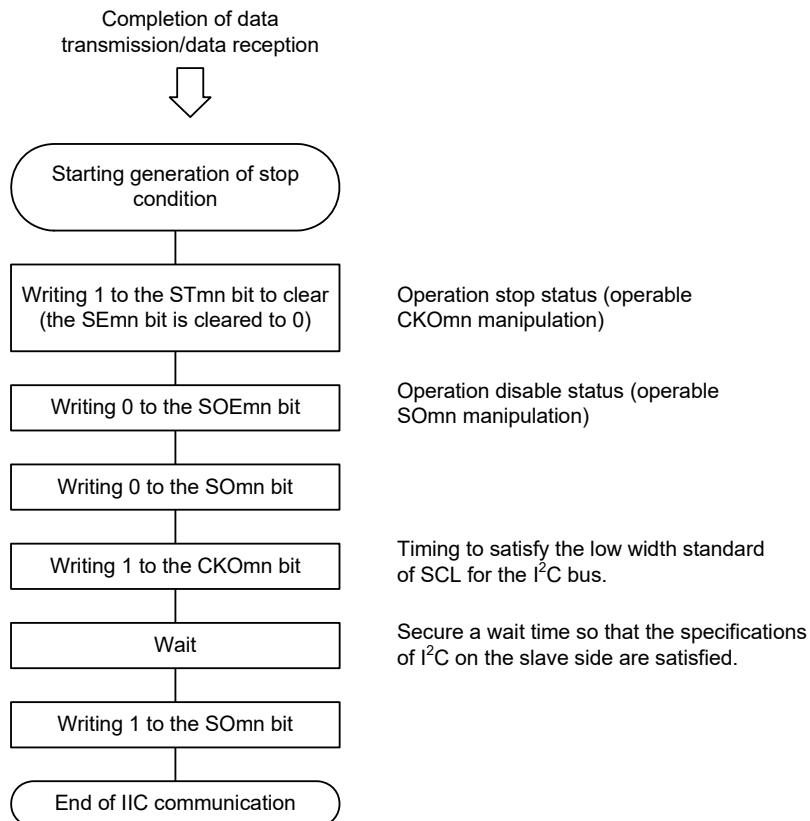 Completion of data
transmission/data reception
Starting generation of stop
condition
Writing 1 to the STmn bit to clear
(the SEmn bit is cleared to 0)
Operation stop status (operable
CKOmn manipulation)
Writing 0 to the SOEmn bit
Operation disable status (operable
SOmn manipulation)
Writing 0 to the SOmn bit
Writing 1 to the CKOmn bit
Timing to satisfy the low width standard
of SCL for the I²C bus.
Wait
Secure a wait time so that the specifications
of I²C on the slave side are satisfied.
Writing 1 to the SOmn bit
End of IIC communication